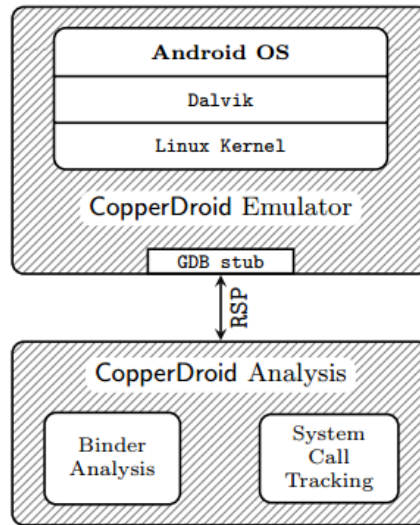 Android OS
Dalvik
Linux Kernel
CopperDroid Emulator
GDB stub
RSP
CopperDroid Analysis
Binder
Analysis
System
Call
Tracking